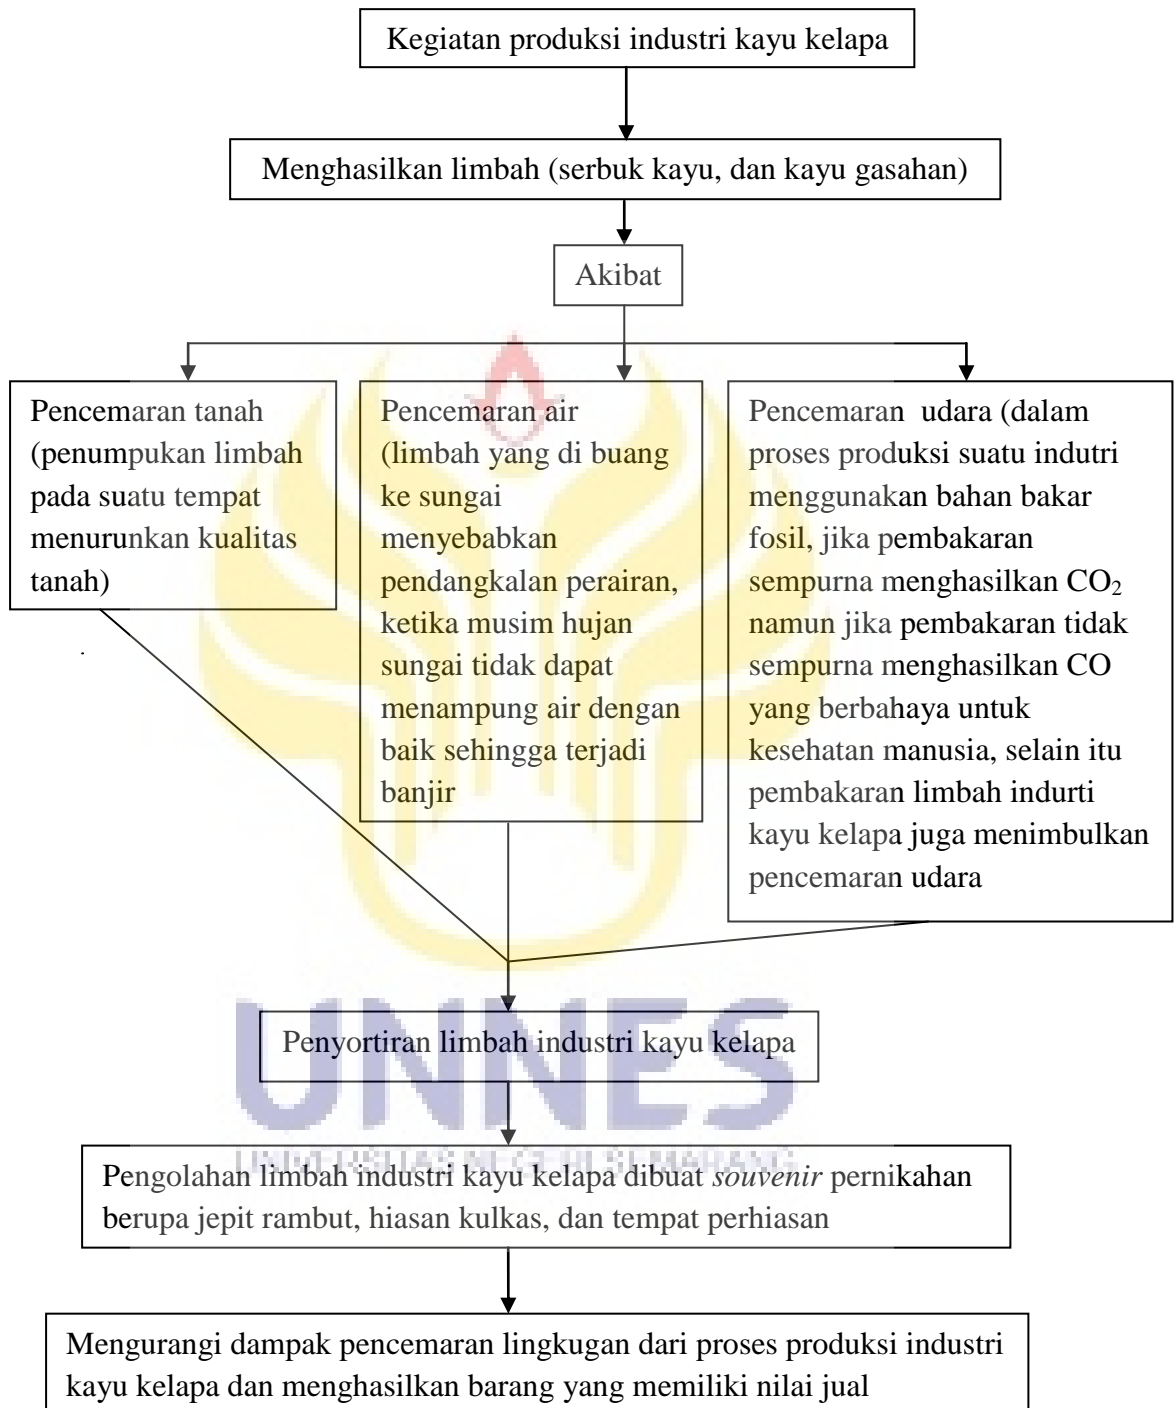 Kegiatan produksi industri kayu kelapa
Menghasilkan limbah (serbuk kayu, dan kayu gasahan)
Akibat
Pencemaran tanah
(penumpukan limbah
pada suatu tempat
menurunkan kualitas
tanah)
Pencemaran air
(limbah yang di buang
ke sungai
menyebabkan
pendangkalan perairan,
ketika musim hujan
sungai tidak dapat
menampung air dengan
baik sehingga terjadi
banjir
Pencemaran udara (dalam
proses produksi suatu indutri
menggunakan bahan bakar
fosil, jika pembakaran
sempurna menghasilkan CO₂
namun jika pembakaran tidak
sempurna menghasilkan CO
yang berbahaya untuk
kesehatan manusia, selain itu
pembakaran limbah indurti
kayu kelapa juga menimbulkan
pencemaran udara
UNNES
Penyortiran limbah industri kayu kelapa
UNIVERSITAS NEGERI SEMARANG
Pengolahan limbah industri kayu kelapa dibuat souvenir pernikahan
berupa jepit rambut, hiasan kulkas, dan tempat perhiasan
Mengurangi dampak pencemaran lingkugan dari proses produksi industri
kayu kelapa dan menghasilkan barang yang memiliki nilai jual